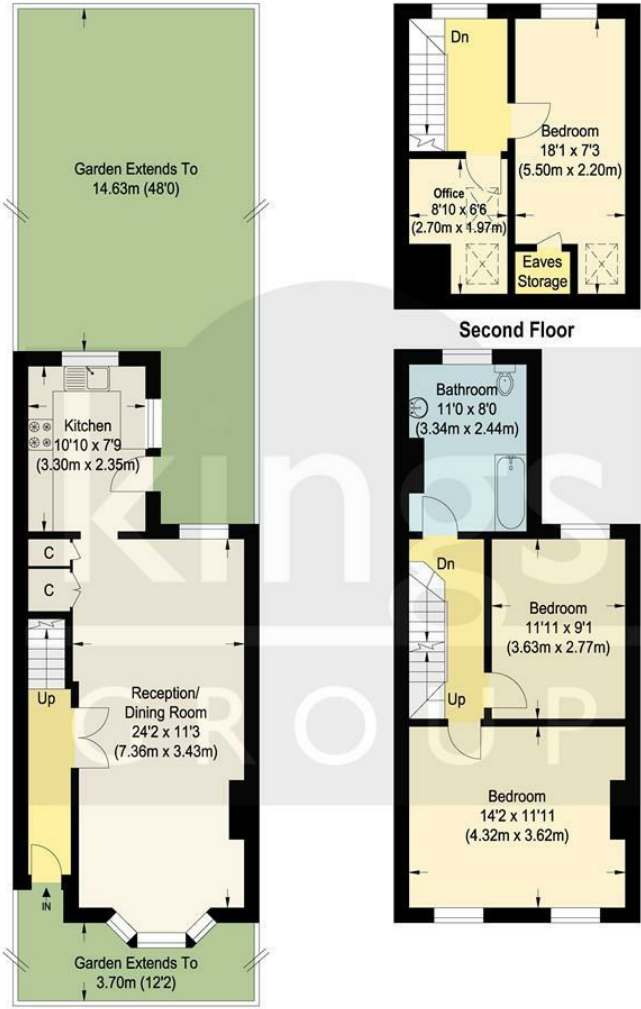 Garden Extends To
14.63m (48'0)
Kitchen
10'10 x 7'9
(3.30m x 2.35m)
C
C
Up
Reception/
Dining Room
24'2 x 11'3
(7.36m x 3.43m)
IN
Garden Extends To
3.70m (12'2)
Dn
Bedroom
18'1 x 7'3
(5.50m x 2.20m)
Office
8'10 x 6'6
(2.70m x 1.97m)
Eaves
Storage
Second Floor
Bathroom
11'0 x 8'0
(3.34m x 2.44m)
Dn
Bedroom
11'11 x 9'1
(3.63m x 2.77m)
Up
Bedroom
14'2 x 11'11
(4.32m x 3.62m)
kings
GROUP